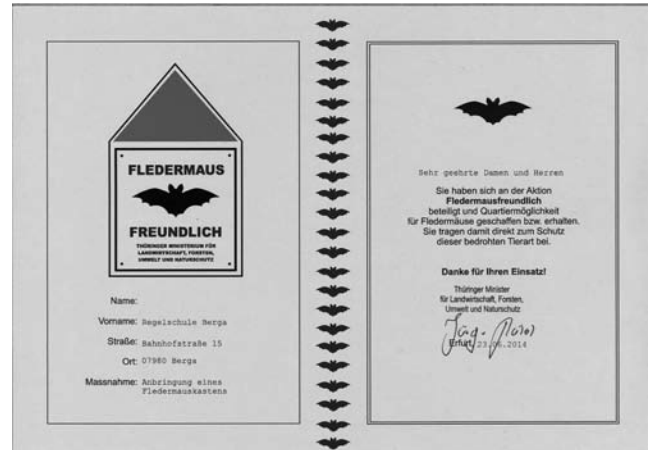 FLEDERMAUS
FREUNDLICH
THÜRINGER MINISTERIUM FÜR
LANDWIRTSCHAFT, FORSTEN,
UMWELT UND NATURSCHUTZ
Name:
Vorname: Regelschule Berga
Straße: Bahnhofstraße 15
Ort: 07980 Berga
Massnahme: Anbringung eines
Fledermauskastens
Sehr geehrte Damen und Herren
Sie haben sich an der Aktion
Fledermausfreundlich
beteiligt und Quartiermöglichkeit
für Fledermäuse geschaffen bzw. erhalten.
Sie tragen damit direkt zum Schutz
dieser bedrohten Tierart bei.
Danke für Ihren Einsatz!
Thüringer Minister
für Landwirtschaft, Forsten,
Umwelt und Naturschutz
Erfurt, 23.06.2014